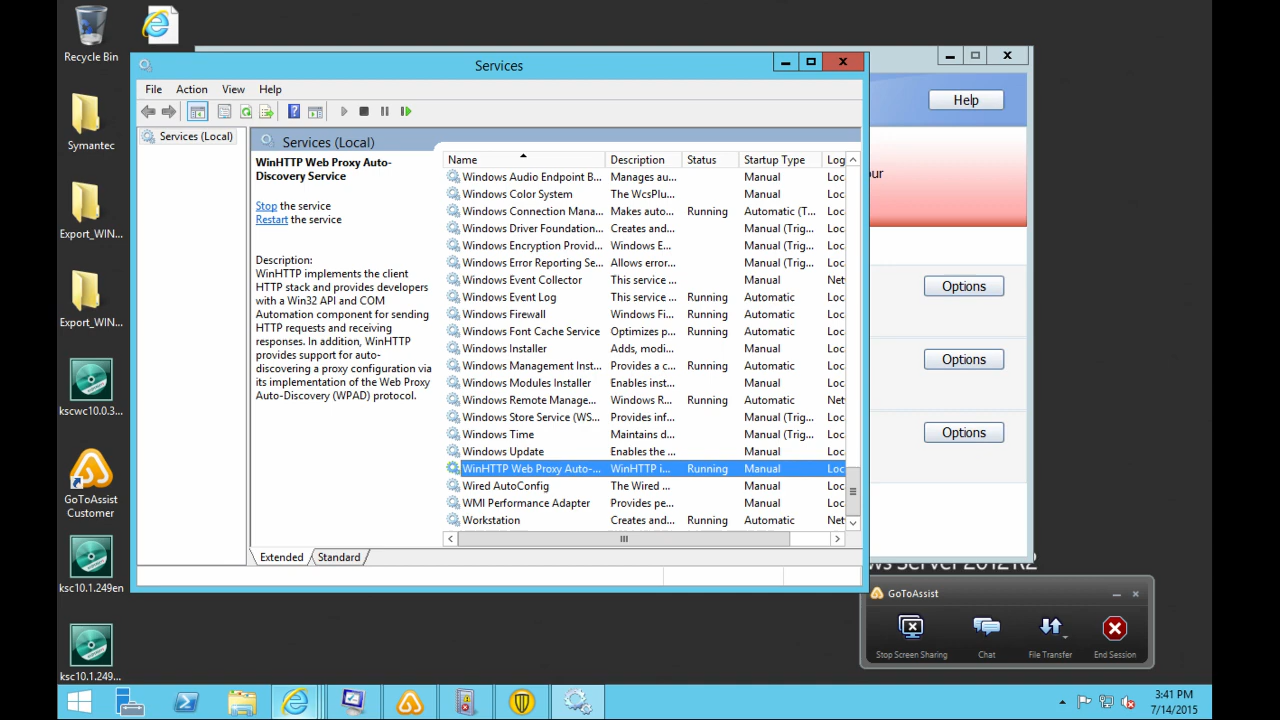 Recycle Bin
Symantec
Export_WIN...
Export_WIN...
kscwc10.0.3...
GoToAssist
Customer
ksc10.1.249en
ksc10.1.249...
Services
File Action View Help
Services (Local)
Services (Local)
WinHTTP Web Proxy Auto-
Discovery Service
Stop the service
Restart the service
Description:
WinHTTP implements the client
HTTP stack and provides developers
with a Win32 API and COM
Automation component for sending
HTTP requests and receiving
responses. In addition, WinHTTP
provides support for auto-
discovering a proxy configuration via
its implementation of the Web Proxy
Auto-Discovery (WPAD) protocol.
Name Description Status Startup Type Log
Windows Audio Endpoint B... Manages au... Manual Loc
Windows Color System The WcsPlu... Manual Loc
Windows Connection Mana... Makes auto... Running Automatic (T... Loc
Windows Driver Foundation... Creates and... Manual (Trig... Loc
Windows Encryption Provid... Windows E... Manual (Trig... Loc
Windows Error Reporting Se... Allows error... Manual (Trig... Loc
Windows Event Collector This service ... Manual Net
Windows Event Log This service ... Running Automatic Loc
Windows Firewall Windows Fi... Running Automatic Loc
Windows Font Cache Service Optimizes p... Running Automatic Loc
Windows Installer Adds, modi... Manual Loc
Windows Management Inst... Provides a c... Running Automatic Loc
Windows Modules Installer Enables inst... Manual Loc
Windows Remote Manage... Windows R... Running Automatic Net
Windows Store Service (WS... Provides inf... Manual (Trig... Loc
Windows Time Maintains d... Manual (Trig... Loc
Windows Update Enables the ... Manual Loc
WinHTTP Web Proxy Auto-... WinHTTP i... Running Manual Loc
Wired AutoConfig The Wired ... Manual Loc
WMI Performance Adapter Provides pe... Manual Loc
Workstation Creates and... Running Automatic Net
Extended Standard
Help
our
Options
Options
Options
ws Server 2012 R2
GoToAssist
Stop Screen Sharing Chat File Transfer End Session
3:41 PM
7/14/2015